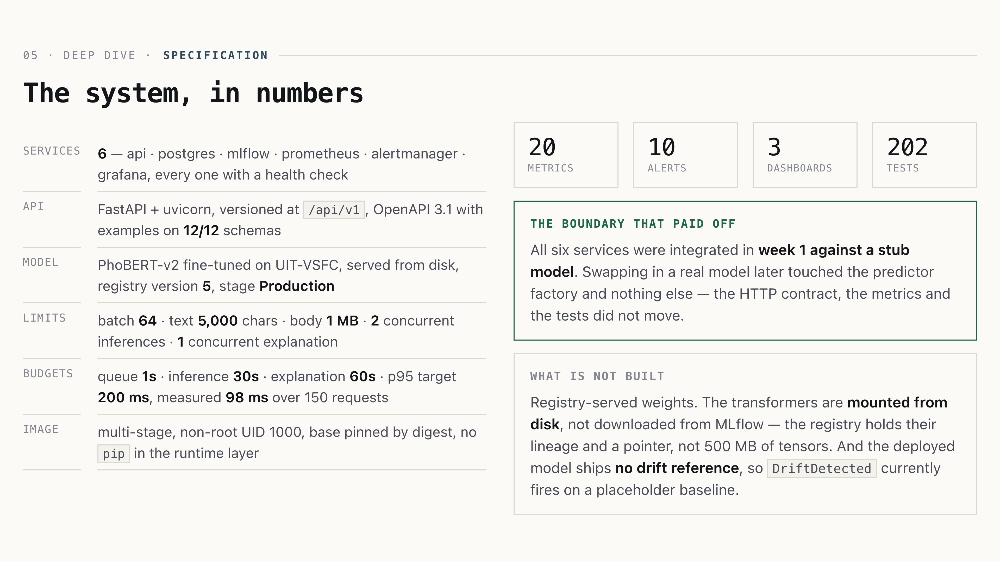 05 · DEEP DIVE · SPECIFICATION
The system, in numbers
SERVICES
6 — api · postgres · mlflow · prometheus · alertmanager ·
grafana, every one with a health check
API
FastAPI + uvicorn, versioned at /api/v1, OpenAPI 3.1 with
examples on 12/12 schemas
MODEL
PhoBERT-v2 fine-tuned on UIT-VSFC, served from disk,
registry version 5, stage Production
LIMITS
batch 64 · text 5,000 chars · body 1 MB · 2 concurrent
inferences · 1 concurrent explanation
BUDGETS
queue 1s · inference 30s · explanation 60s · p95 target
200 ms, measured 98 ms over 150 requests
IMAGE
multi-stage, non-root UID 1000, base pinned by digest, no
pip in the runtime layer
20
METRICS
10
ALERTS
3
DASHBOARDS
202
TESTS
THE BOUNDARY THAT PAID OFF
All six services were integrated in week 1 against a stub
model. Swapping in a real model later touched the predictor
factory and nothing else — the HTTP contract, the metrics and
the tests did not move.
WHAT IS NOT BUILT
Registry-served weights. The transformers are mounted from
disk, not downloaded from MLflow — the registry holds their
lineage and a pointer, not 500 MB of tensors. And the deployed
model ships no drift reference, so DriftDetected currently
fires on a placeholder baseline.